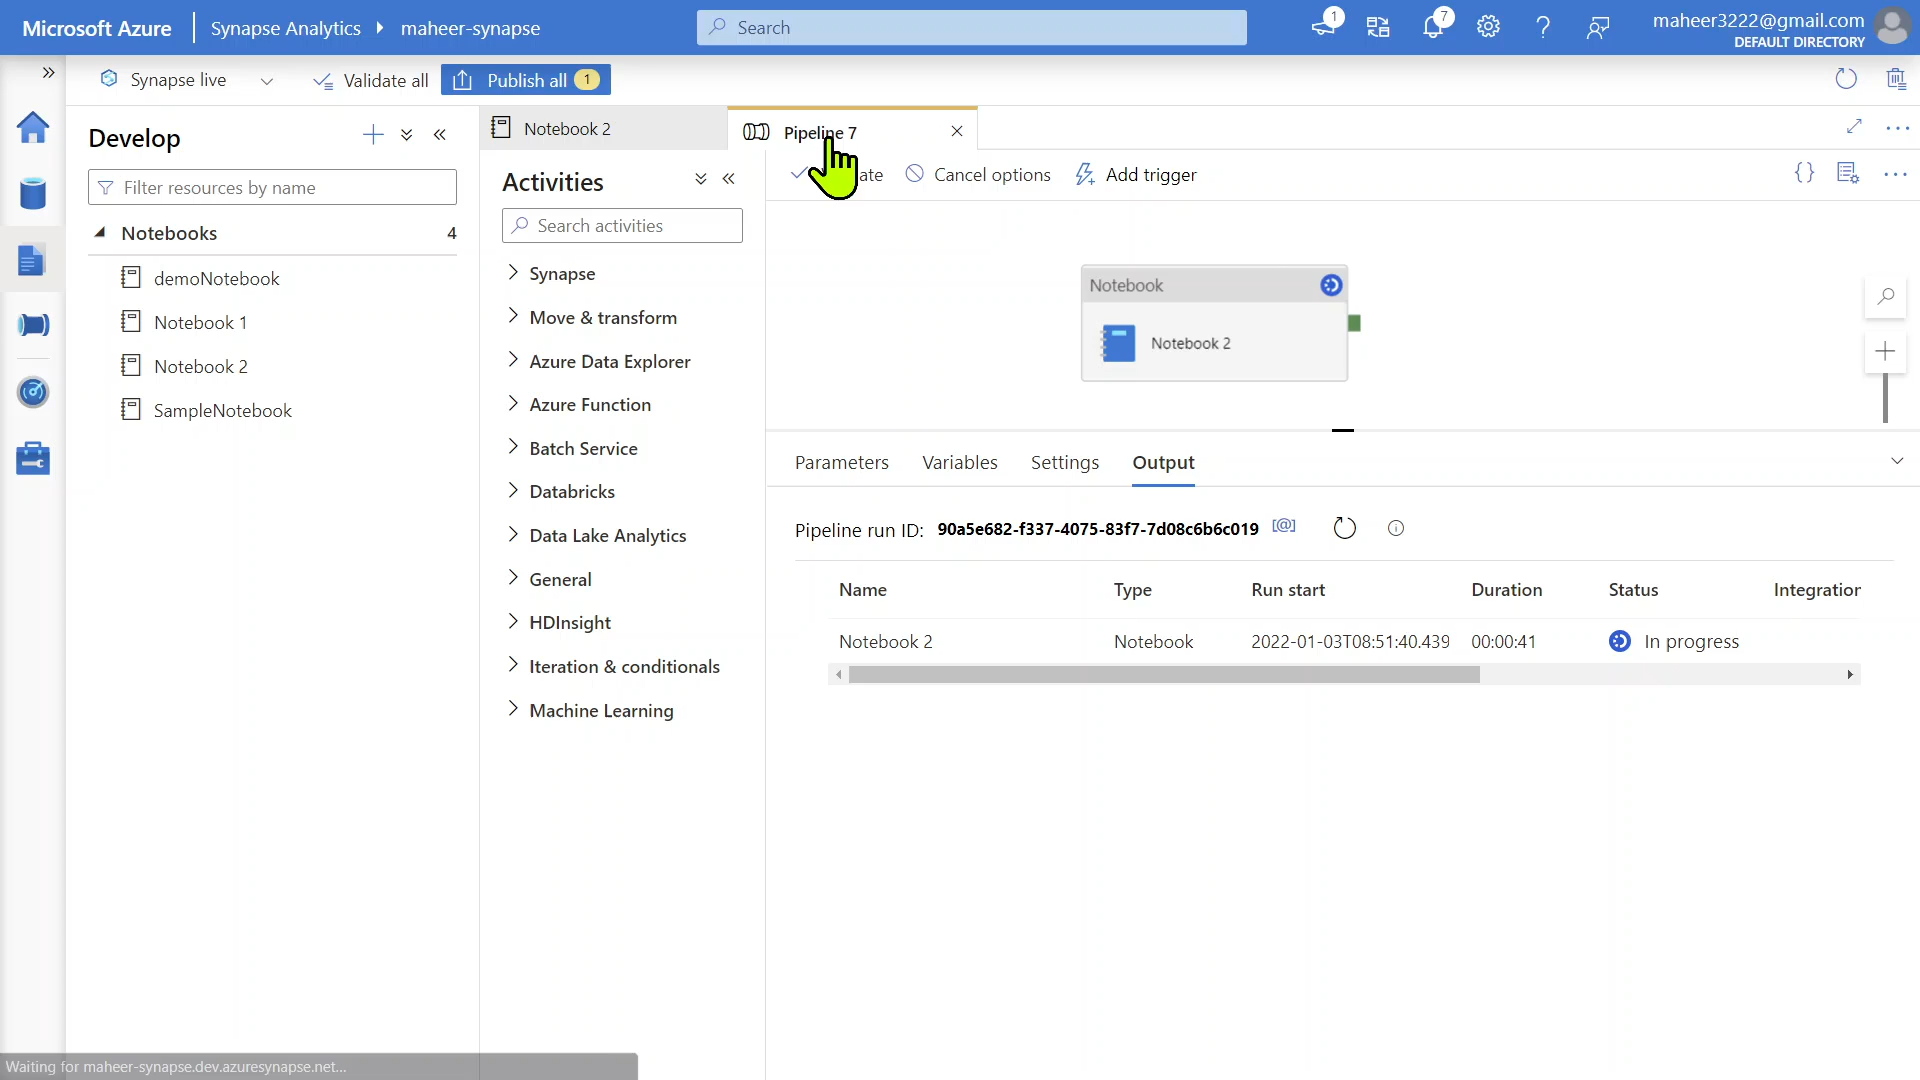 Microsoft Azure
Synapse Analytics
maheer-synapse
Search
1
7
maheer3222@gmail.com
DEFAULT DIRECTORY
Synapse live
Validate all
Publish all
1
Develop
Filter resources by name
Notebooks
4
demoNotebook
Notebook 1
Notebook 2
SampleNotebook
Notebook 2
Pipeline 7
Activities
Search activities
Synapse
Move & transform
Azure Data Explorer
Azure Function
Batch Service
Databricks
Data Lake Analytics
General
HDInsight
Iteration & conditionals
Machine Learning
Cancel options
Add trigger
{}
Notebook
Notebook 2
Parameters
Variables
Settings
Output
Pipeline run ID: 90a5e682-f337-4075-83f7-7d08c6b6c019
Name Type Run start Duration Status Integration
Notebook 2 Notebook 2022-01-03T08:51:40.439 00:00:41 In progress
Waiting for maheer-synapse.dev.azuresynapse.net...